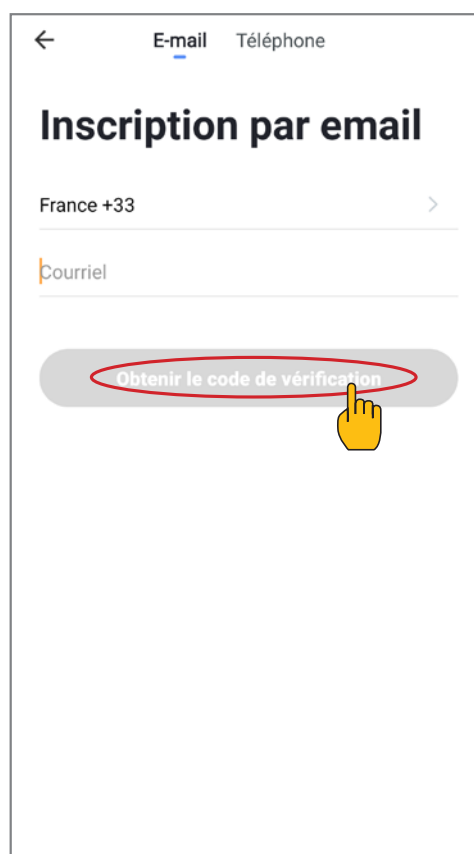 E-mail Téléphone
Inscription par email
France +33
Courriel
Obtenir le code de vérification